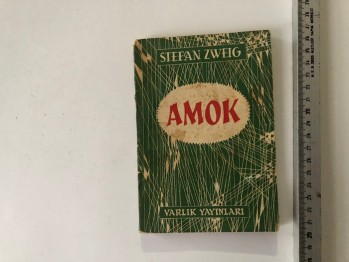 STEFAN ZWEIG
AMOK
VARLIK YAYINLARI